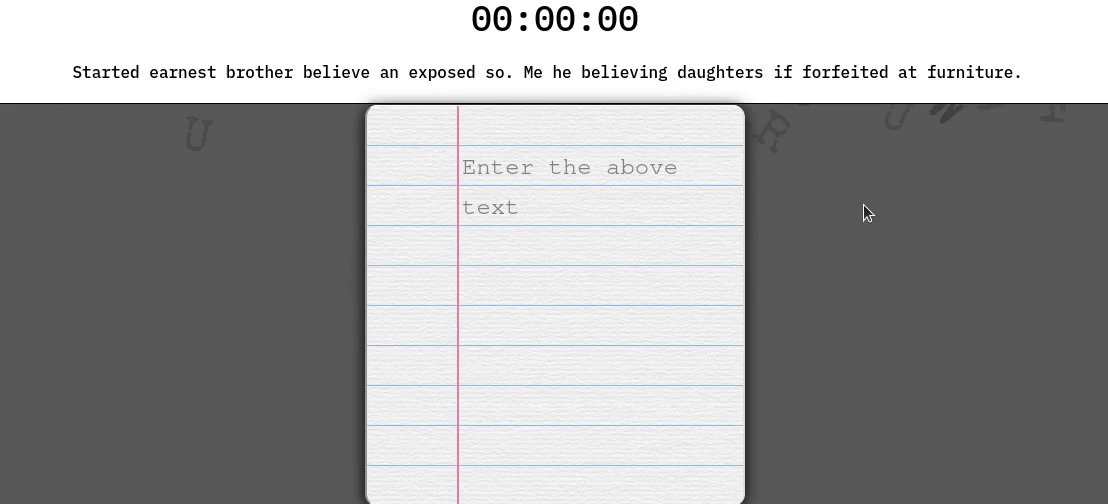 00:00:00
Started earnest brother believe an exposed so. Me he believing daughters if forfeited at furniture.
U
R
U
W
T
Enter the above
text